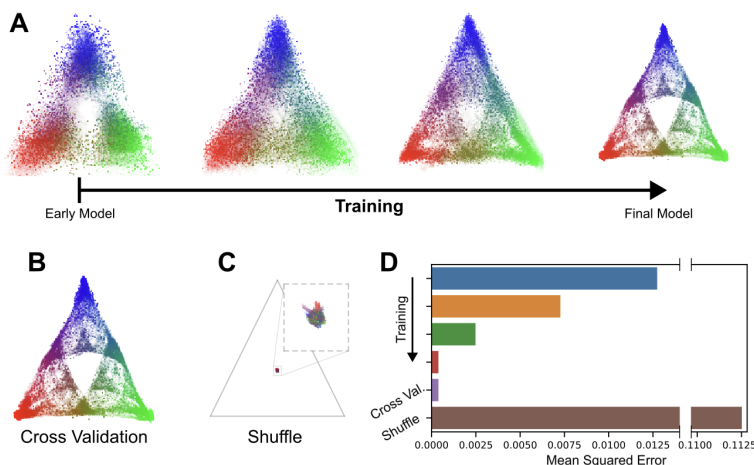 A
Early Model
Training
Final Model
B
C
D
Cross Validation
Shuffle
Training
Cross Val.
Shuffle
0.0000 0.0025 0.0050 0.0075 0.0100 0.0125 0.1100 0.1125
Mean Squared Error